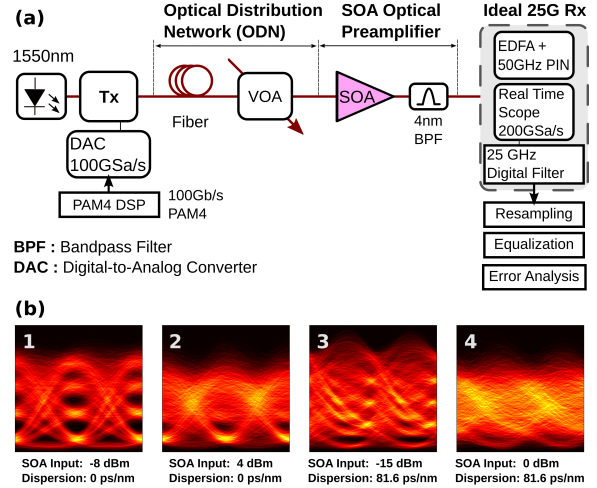 (a)
Optical Distribution
Network (ODN)
SOA Optical
Preamplifier
Ideal 25G Rx
1550nm
Tx
Fiber
VOA
SOA
4nm
BPF
EDFA +
50GHz PIN
Real Time
Scope
200GSa/s
25 GHz
Digital Filter
DAC
100GSa/s
PAM4 DSP
100Gb/s
PAM4
Resampling
Equalization
Error Analysis
BPF : Bandpass Filter
DAC : Digital-to-Analog Converter
(b)
1
2
3
4
SOA Input: -8 dBm
Dispersion: 0 ps/nm
SOA Input: 4 dBm
Dispersion: 0 ps/nm
SOA Input: -15 dBm
Dispersion: 81.6 ps/nm
SOA Input: 0 dBm
Dispersion: 81.6 ps/nm